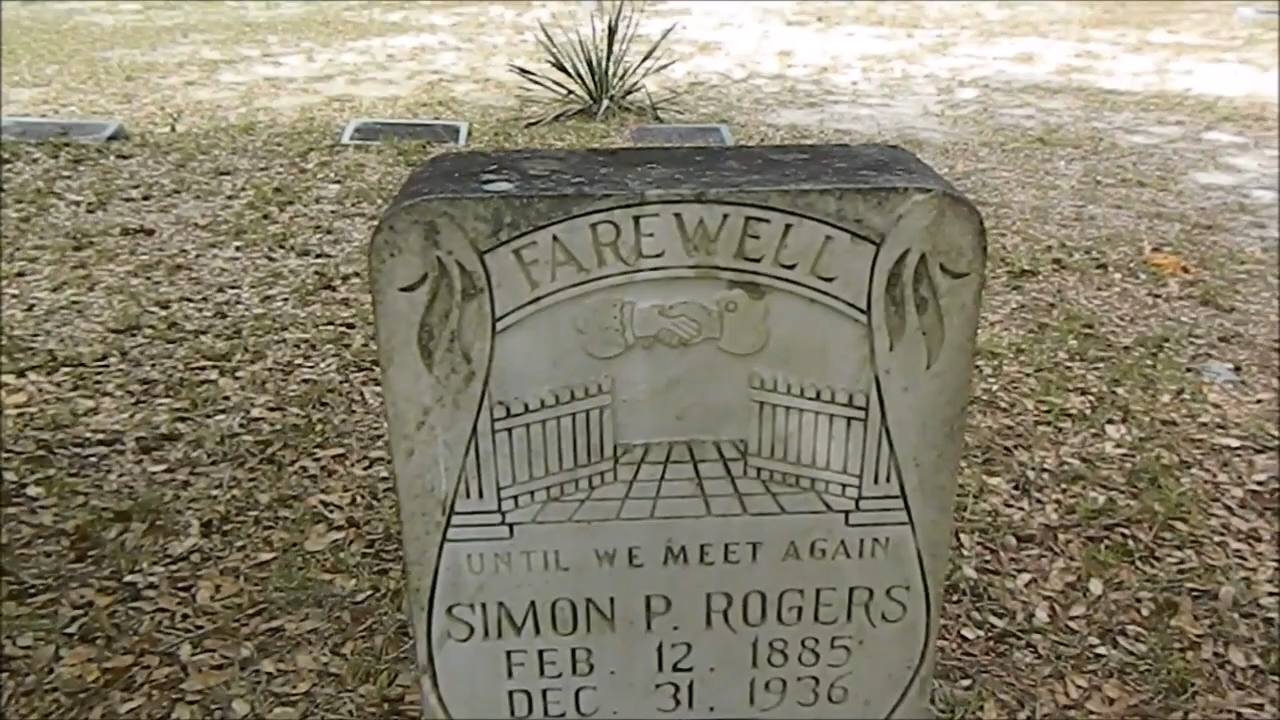 FAREWELL
UNTIL WE MEET AGAIN
SIMON P. ROGERS
FEB. 12. 1885
DEC. 31. 1936